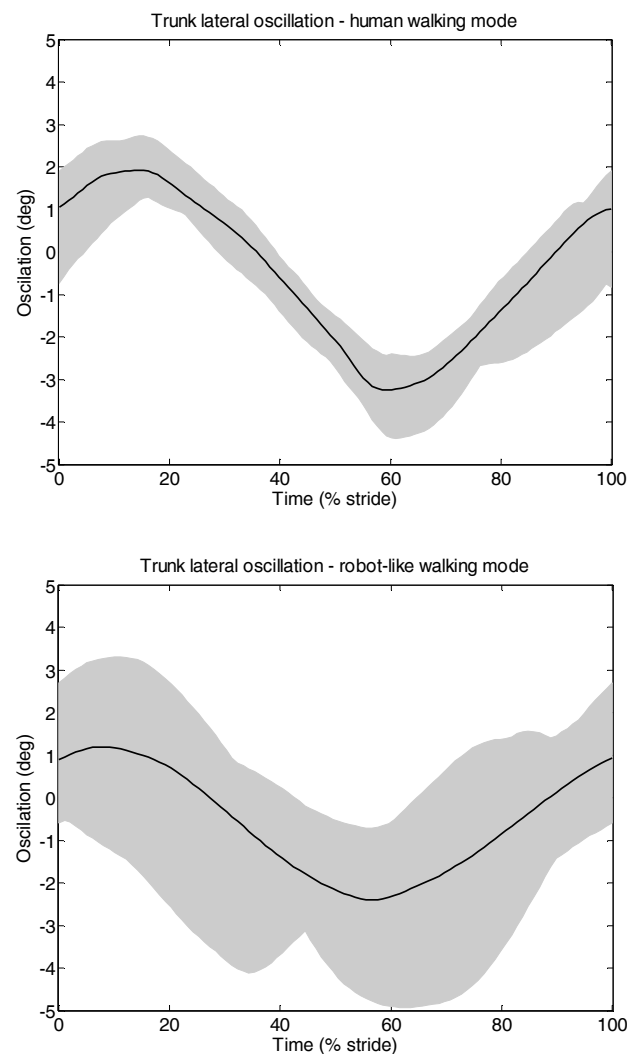 Trunk lateral oscillation - human walking mode
5
4
3
2
1
0
-1
-2
-3
-4
-5
Oscilation (deg)
0 20 40 60 80 100
Time (% stride)
Trunk lateral oscillation - robot-like walking mode
5
4
3
2
1
0
-1
-2
-3
-4
-5
Oscilation (deg)
0 20 40 60 80 100
Time (% stride)